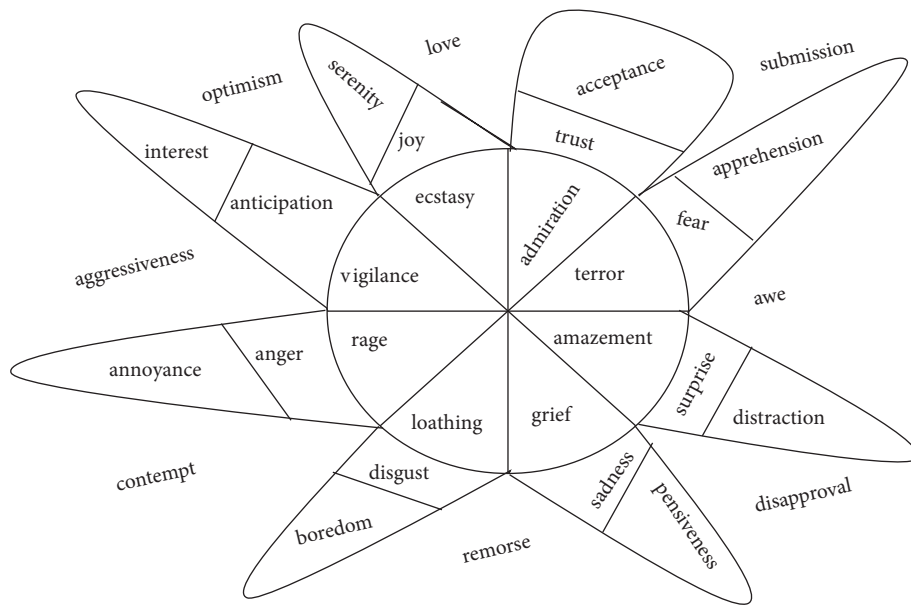 love
submission
optimism
serenity
acceptance
joy
trust
interest
anticipation
apprehension
fear
ecstasy
admiration
aggressiveness
vigilance
terror
awe
annoyance
anger
rage
amazement
surprise
distraction
loathing
grief
contempt
disgust
sadness
pensiveness
disapproval
boredom
remorse